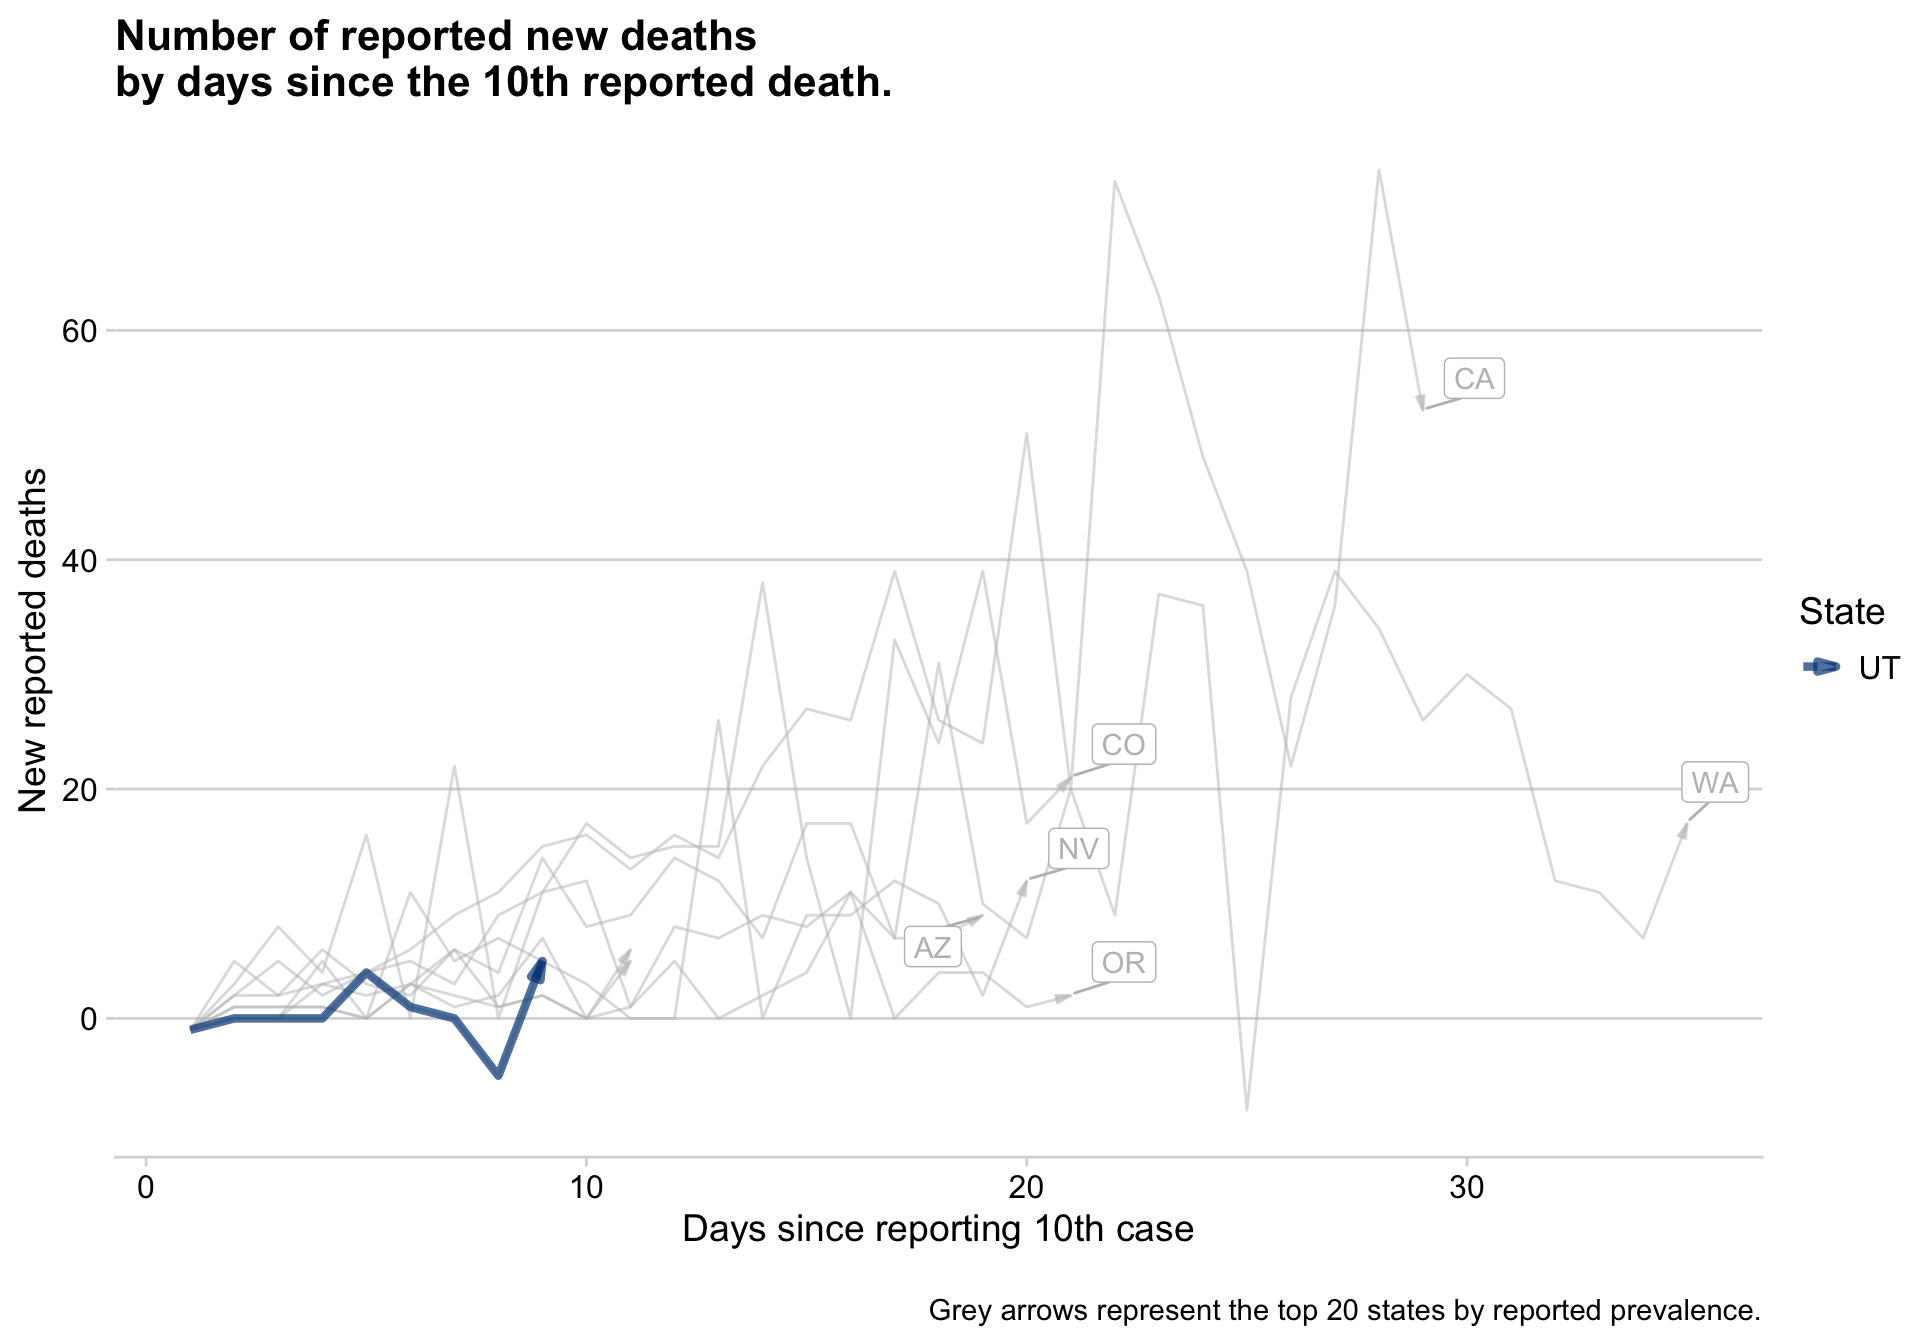 Number of reported new deaths
by days since the 10th reported death.
New reported deaths
60
40
20
0
CA
CO
WA
NV
AZ
OR
State
UT
0 10 20 30
Days since reporting 10th case
Grey arrows represent the top 20 states by reported prevalence.